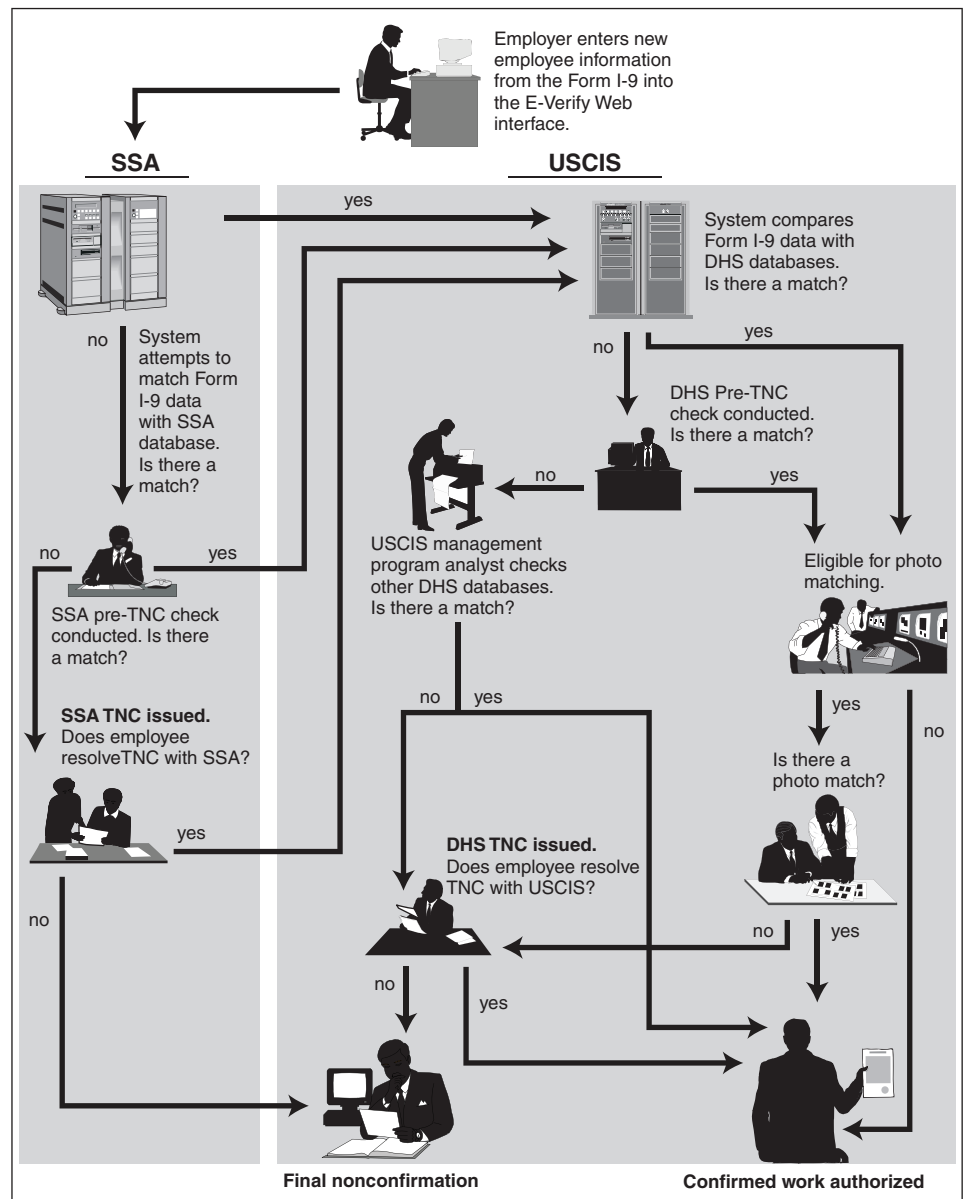 Employer enters new
employee information
from the Form I-9 into
the E-Verify Web
interface.
SSA
USCIS
yes
System compares
Form I-9 data with
DHS databases.
Is there a match?
no
System
attempts to
match Form
I-9 data
with SSA
database.
Is there a
match?
no
yes
DHS Pre-TNC
check conducted.
Is there a match?
no
yes
no
yes
USCIS management
program analyst checks
other DHS databases.
Is there a match?
Eligible for photo
matching.
SSA pre-TNC check
conducted. Is there
a match?
no
yes
yes
no
SSA TNC issued.
Does employee
resolveTNC with SSA?
Is there a
photo match?
yes
DHS TNC issued.
Does employee resolve
TNC with USCIS?
no
no
yes
no
yes
Final nonconfirmation
Confirmed work authorized